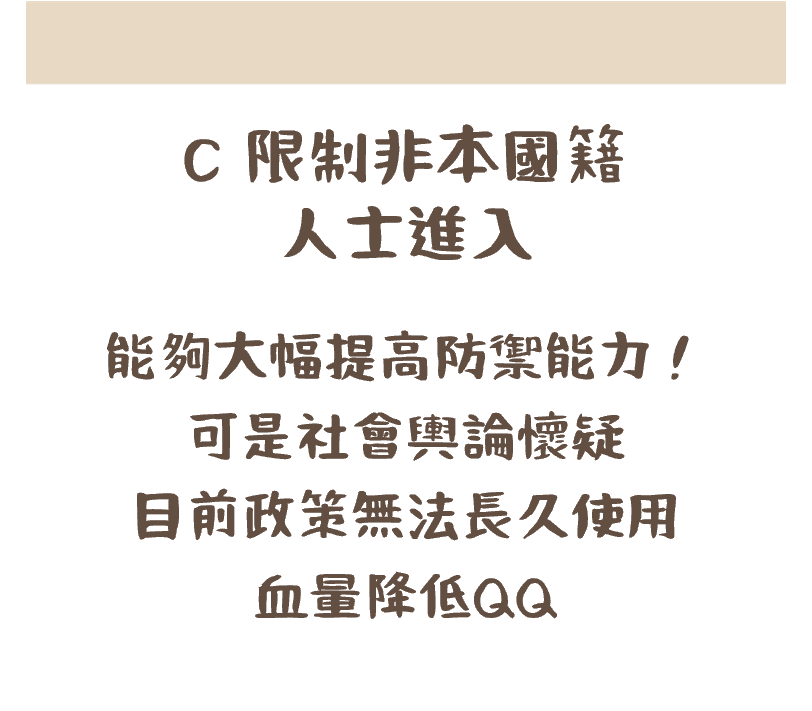 C 限制非本國籍
人士進入
能夠大幅提高防禦能力！
可是社會輿論懷疑
目前政策無法長久使用
血量降低QQ